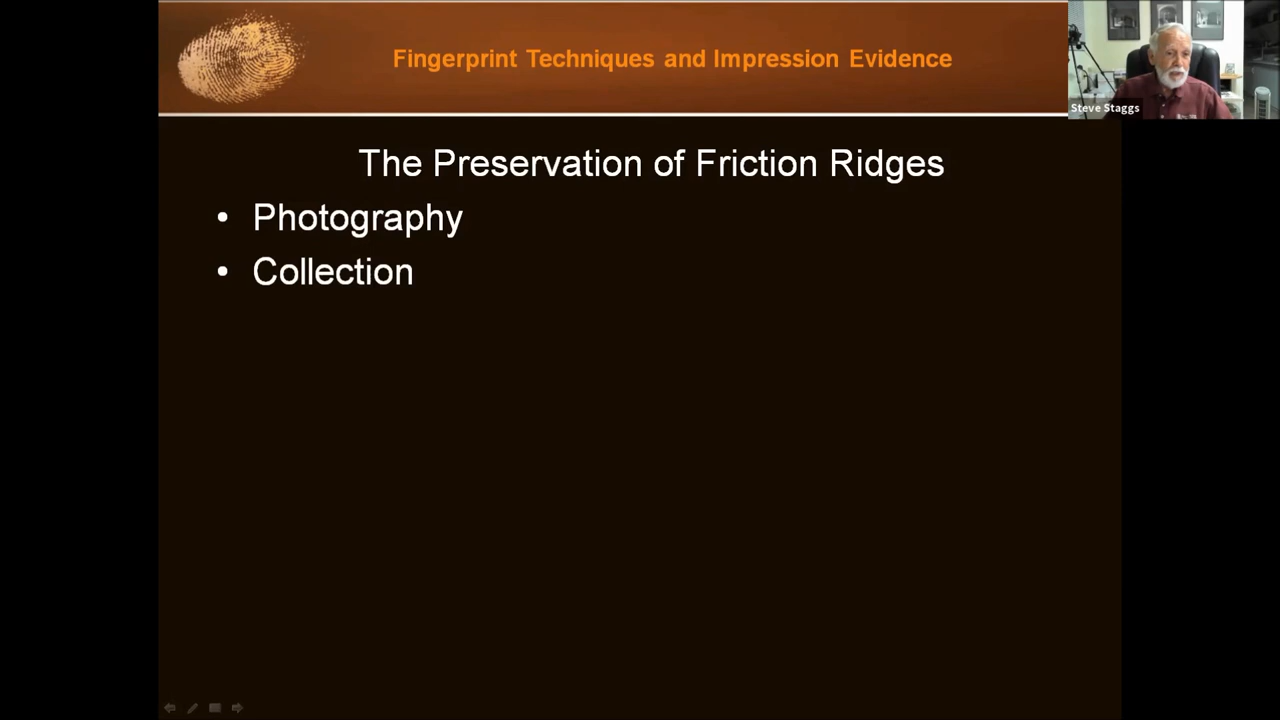 Fingerprint Techniques and Impression Evidence
Steve Staggs
The Preservation of Friction Ridges
• Photography
• Collection